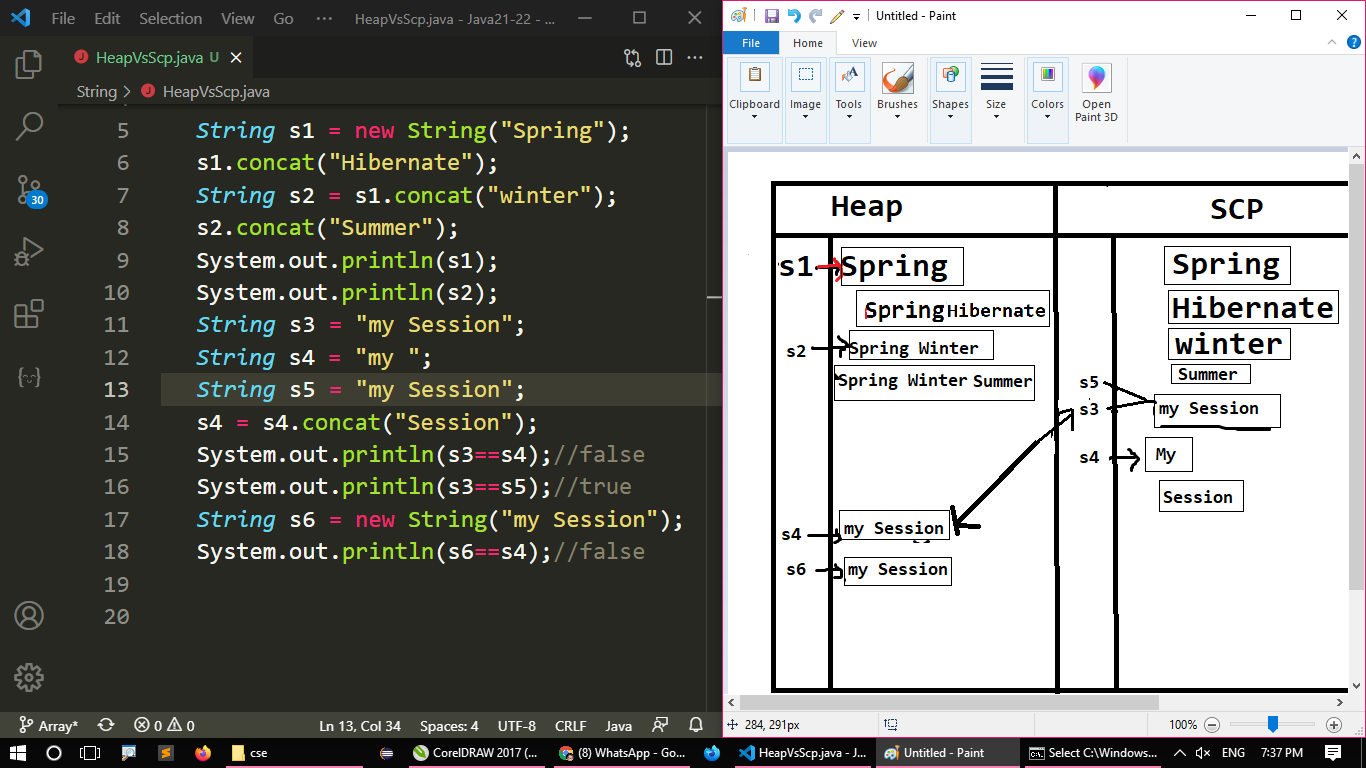 File Edit Selection View Go ··· HeapVsScp.java - Java21-22 - ...
HeapVsScp.java U
String > HeapVsScp.java
5 String s1 = new String("Spring");
6 s1.concat("Hibernate");
7 String s2 = s1.concat("winter");
8 s2.concat("Summer");
9 System.out.println(s1);
10 System.out.println(s2);
11 String s3 = "my Session";
12 String s4 = "my ";
13 String s5 = "my Session";
14 s4 = s4.concat("Session");
15 System.out.println(s3==s4);//false
16 System.out.println(s3==s5);//true
17 String s6 = new String("my Session");
18 System.out.println(s6==s4);//false
19
20
30
Array* 0 0 Ln 13, Col 34 Spaces: 4 UTF-8 CRLF Java
Untitled - Paint
File Home View
Clipboard Image Tools Brushes Shapes Size Colors Open Paint 3D
Heap SCP
s1 Spring Spring
Spring Hibernate Hibernate
s2 Spring Winter winter
Spring Winter Summer Summer
s5
s3 my Session
s4 My
Session
s4 my Session
s6 my Session
284, 291px 100%
cse CorelDRAW 2017 (... (8) WhatsApp - Go... HeapVsScp.java - J... Untitled - Paint Select C:\Windows... ENG 7:37 PM